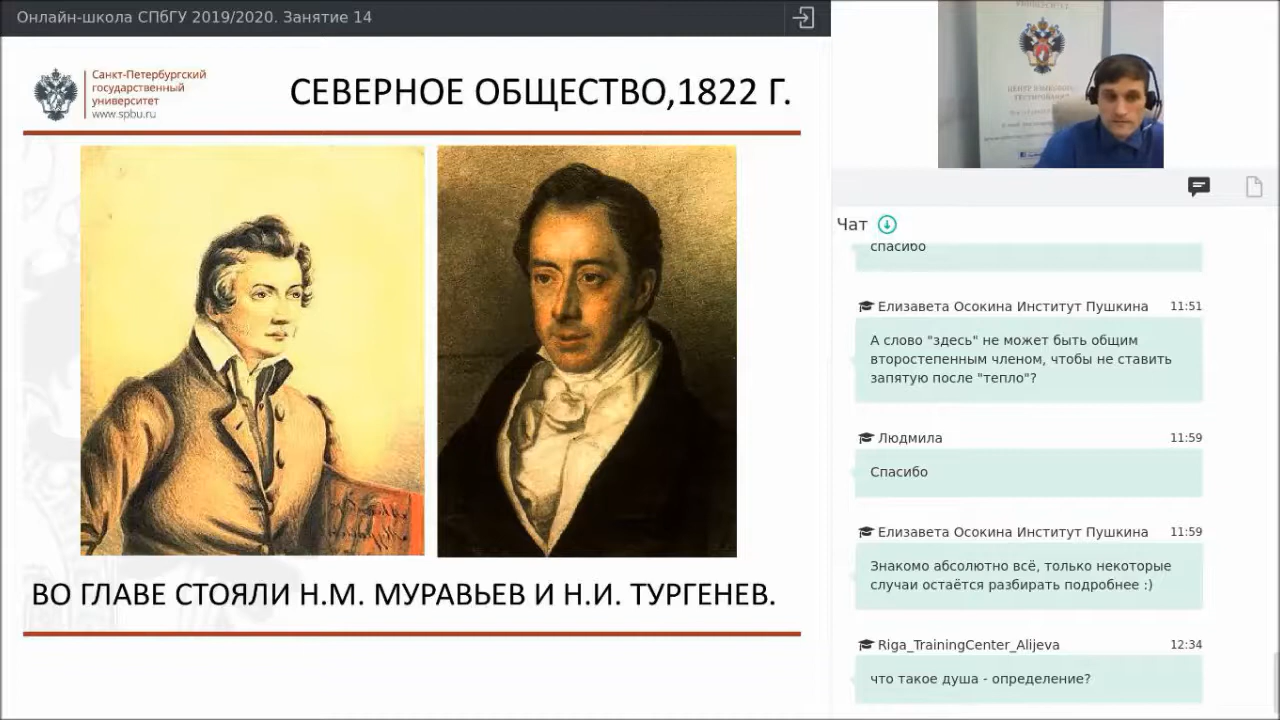 Онлайн-школа СПбГУ 2019/2020. Занятие 14
Санкт-Петербургский
государственный
университет
www.spbu.ru
СЕВЕРНОЕ ОБЩЕСТВО,1822 Г.
ВО ГЛАВЕ СТОЯЛИ Н.М. МУРАВЬЕВ И Н.И. ТУРГЕНЕВ.
Чат
спасибо
Елизавета Осокина Институт Пушкина 11:51
А слово "здесь" не может быть общим
второстепенным членом, чтобы не ставить
запятую после "тепло"?
Людмила 11:59
Спасибо
Елизавета Осокина Институт Пушкина 11:59
Знакомо абсолютно всё, только некоторые
случаи остаётся разбирать подробнее :)
Riga_TrainingCenter_Alijeva 12:34
что такое душа - определение?